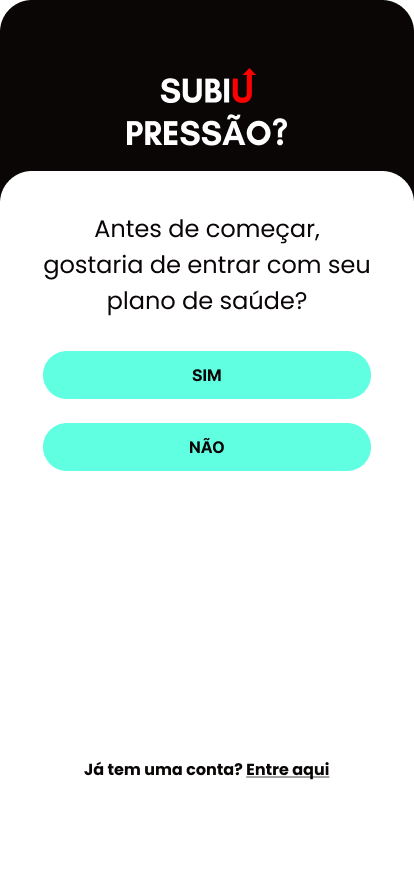 SUBIU
PRESSÃO?
Antes de começar,
gostaria de entrar com seu
plano de saúde?
SIM
NÃO
Já tem uma conta? Entre aqui